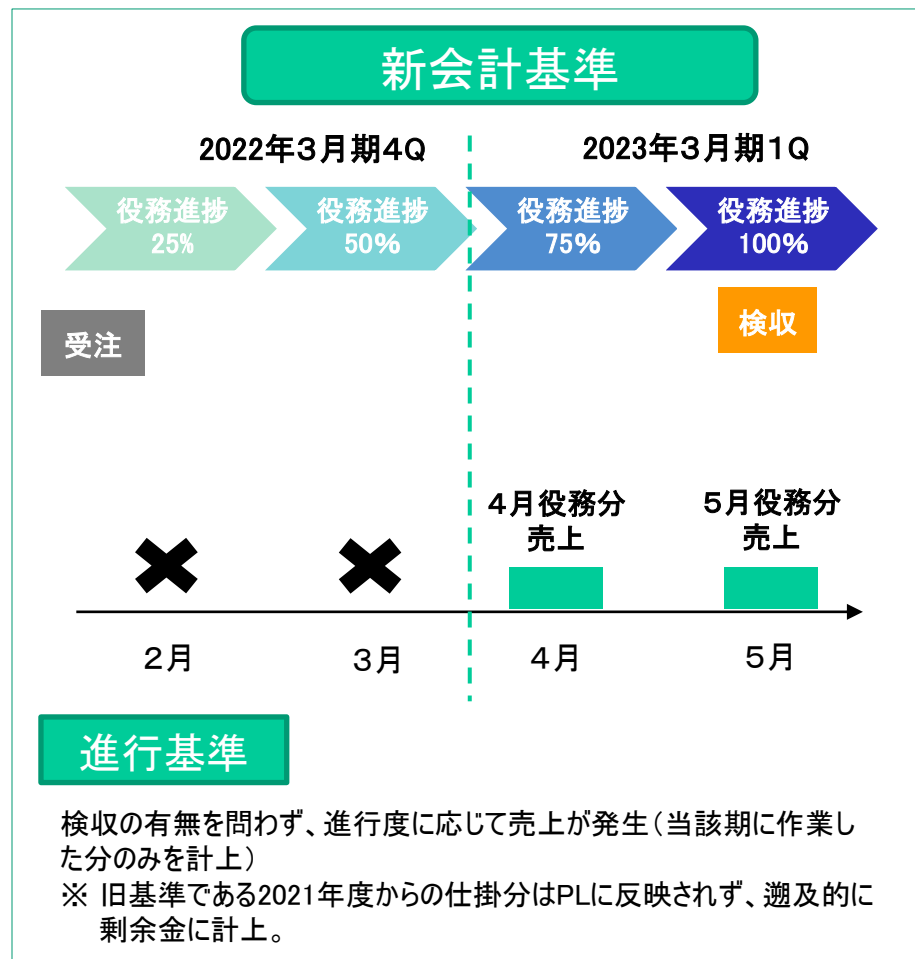 新会計基準
2022年３月期４Q
2023年３月期１Q
役務進捗
25%
役務進捗
50％
役務進捗
75％
役務進捗
100％
受注
検収
４月役務分
売上
５月役務分
売上
２月
３月
４月
５月
進行基準
検収の有無を問わず、進行度に応じて売上が発生（当該期に作業し
た分のみを計上）
※ 旧基準である2021年度からの仕掛分はPLに反映されず、遡及的に
剰余金に計上。